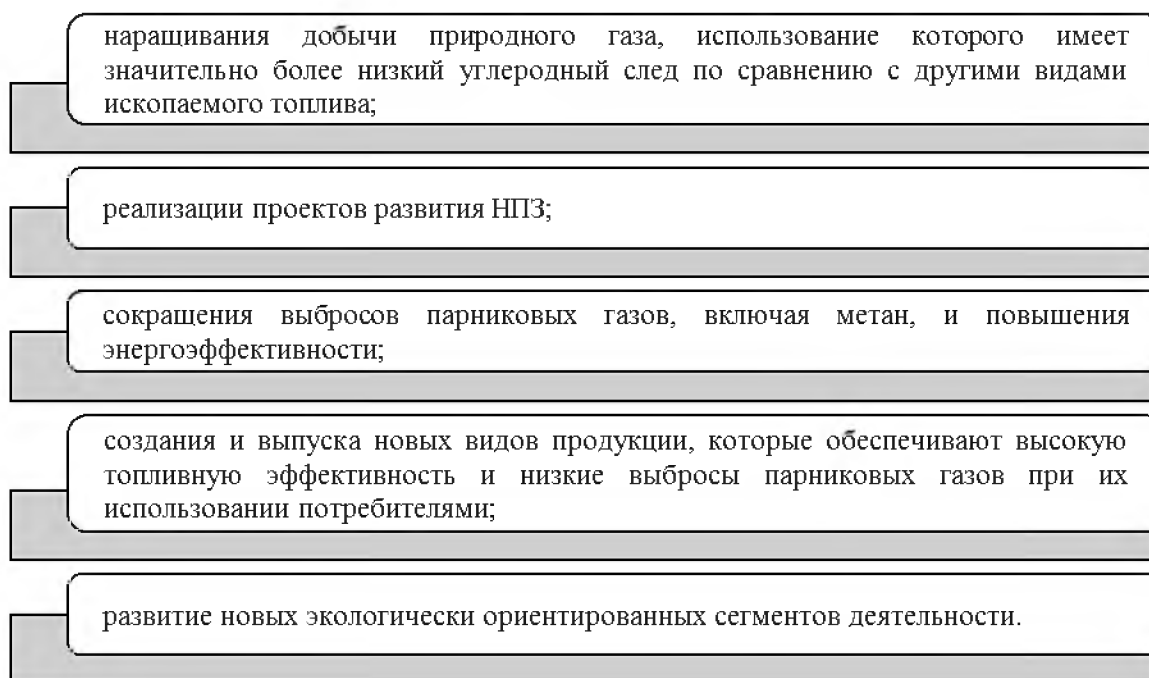 наращивания добычи природного газа, использование которого имеет
значительно более низкий углеродный след по сравнению с другими видами
ископаемого топлива;
реализации проектов развития НПЗ;
сокращения выбросов парниковых газов, включая метан, и повышения
энергоэффективности;
создания и выпуска новых видов продукции, которые обеспечивают высокую
топливную эффективность и низкие выбросы парниковых газов при их
использовании потребителями;
развитие новых экологически ориентированных сегментов деятельности.